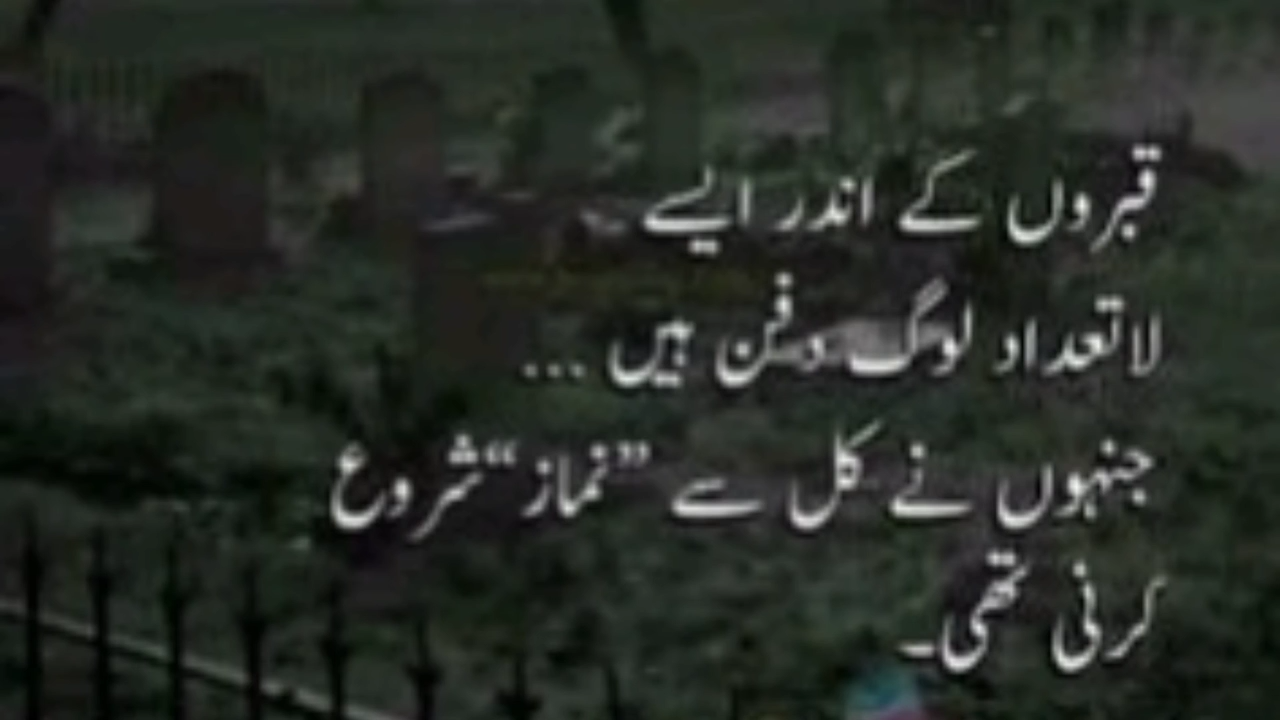 قبروں کے اندر ایسے
لاتعداد لوگ دفن ہیں ...
جنہوں نے کل سے ”نماز“ شروع
کرنی تھی۔